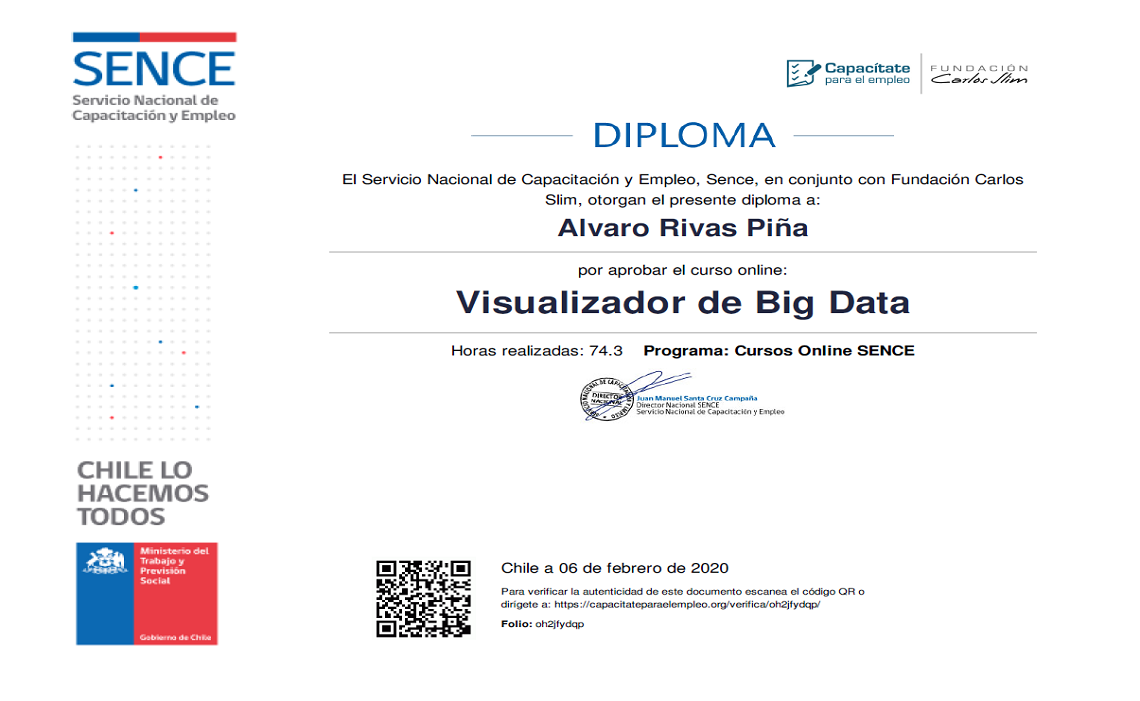 SENCE
Servicio Nacional de
Capacitación y Empleo
Capacítate
para el empleo
FUNDACIÓN
Carlos Slim
DIPLOMA
El Servicio Nacional de Capacitación y Empleo, Sence, en conjunto con Fundación Carlos
Slim, otorgan el presente diploma a:
Alvaro Rivas Piña
por aprobar el curso online:
Visualizador de Big Data
Horas realizadas: 74.3 Programa: Cursos Online SENCE
DIRECTOR
NACIONAL
Juan Manuel Santa Cruz Campaña
Director Nacional SENCE
Servicio Nacional de Capacitación y Empleo
CHILE LO
HACEMOS
TODOS
Ministerio del
Trabajo y
Previsión
Social
Gobierno de Chile
Chile a 06 de febrero de 2020
Para verificar la autenticidad de este documento escanea el código QR o
dirígete a: https://capacitateparaelempleo.org/verifica/oh2jfydqp/
Folio: oh2jfydqp